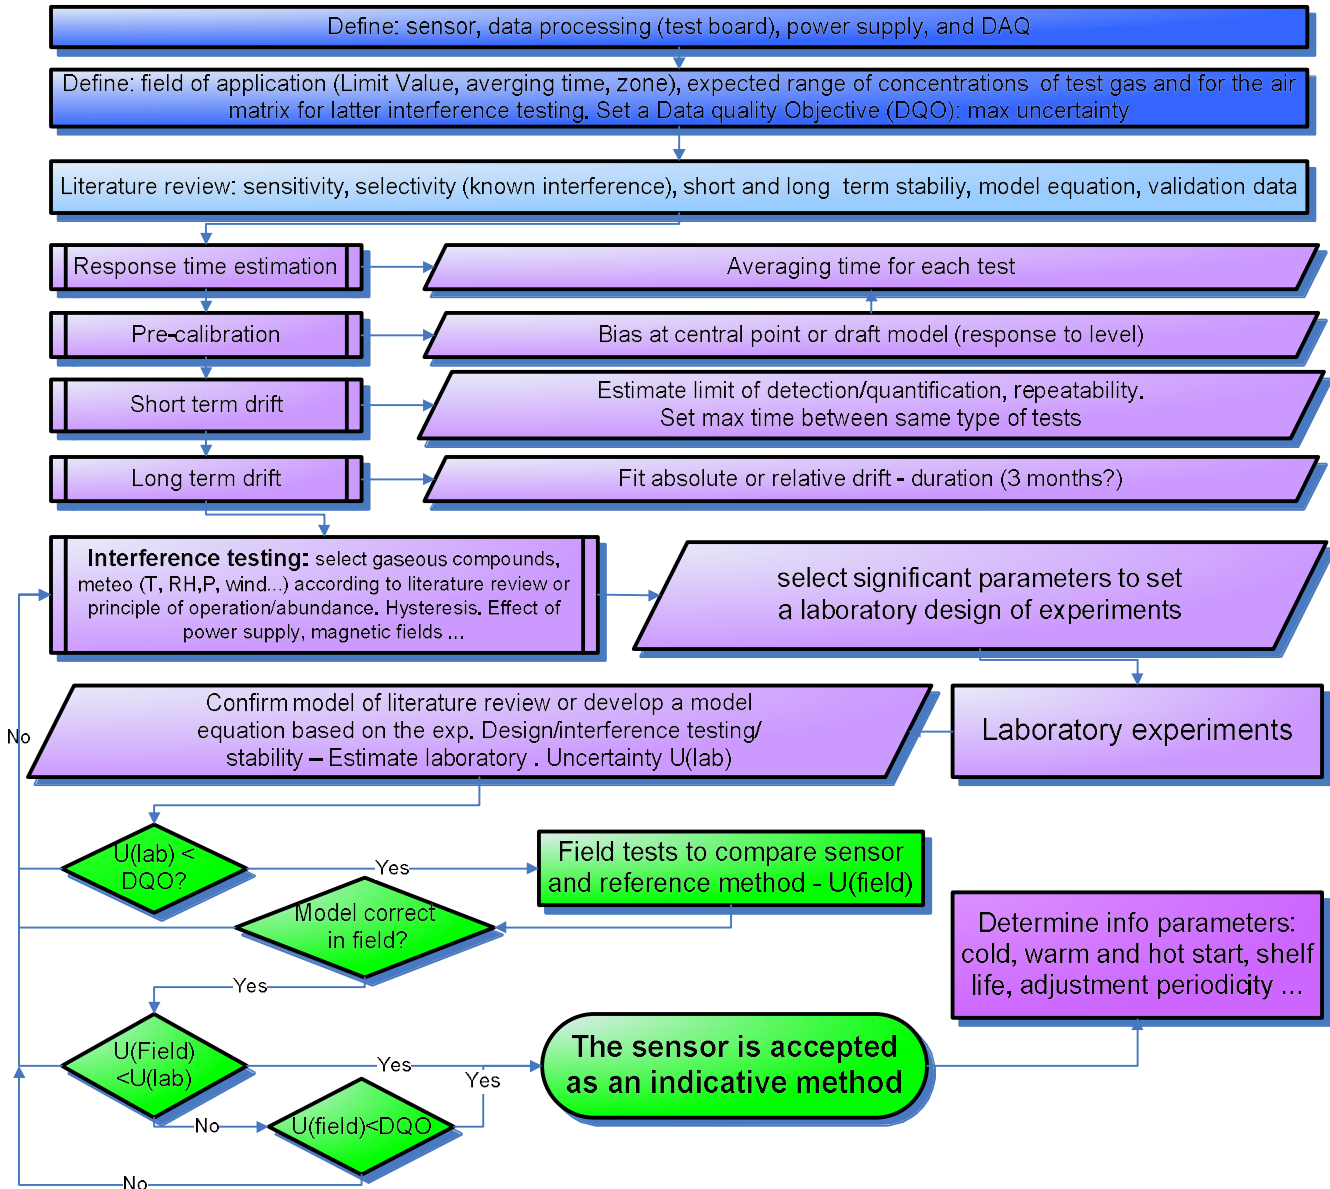 Define: sensor, data processing (test board), power supply, and DAQ
Define: field of application (Limit Value, averging time, zone), expected range of concentrations of test gas and for the air
matrix for latter interference testing. Set a Data quality Objective (DQO): max uncertainty
Literature review: sensitivity, selectivity (known interference), short and long term stabiliy, model equation, validation data
Response time estimation
Averaging time for each test
Pre-calibration
Bias at central point or draft model (response to level)
Short term drift
Estimate limit of detection/quantification, repeatability.
Set max time between same type of tests
Long term drift
Fit absolute or relative drift - duration (3 months?)
Interference testing: select gaseous compounds,
meteo (T, RH,P, wind...) according to literature review or
principle of operation/abundance. Hysteresis. Effect of
power supply, magnetic fields ...
select significant parameters to set
a laboratory design of experiments
Confirm model of literature review or develop a model
equation based on the exp. Design/interference testing/
stability – Estimate laboratory . Uncertainty U(lab)
Laboratory experiments
No
U(lab) <
DQO?
Yes
Field tests to compare sensor
and reference method - U(field)
Model correct
in field?
Yes
Determine info parameters:
cold, warm and hot start, shelf
life, adjustment periodicity ...
U(Field)
<U(lab)
Yes
The sensor is accepted
as an indicative method
No
U(field)<DQO
Yes
No